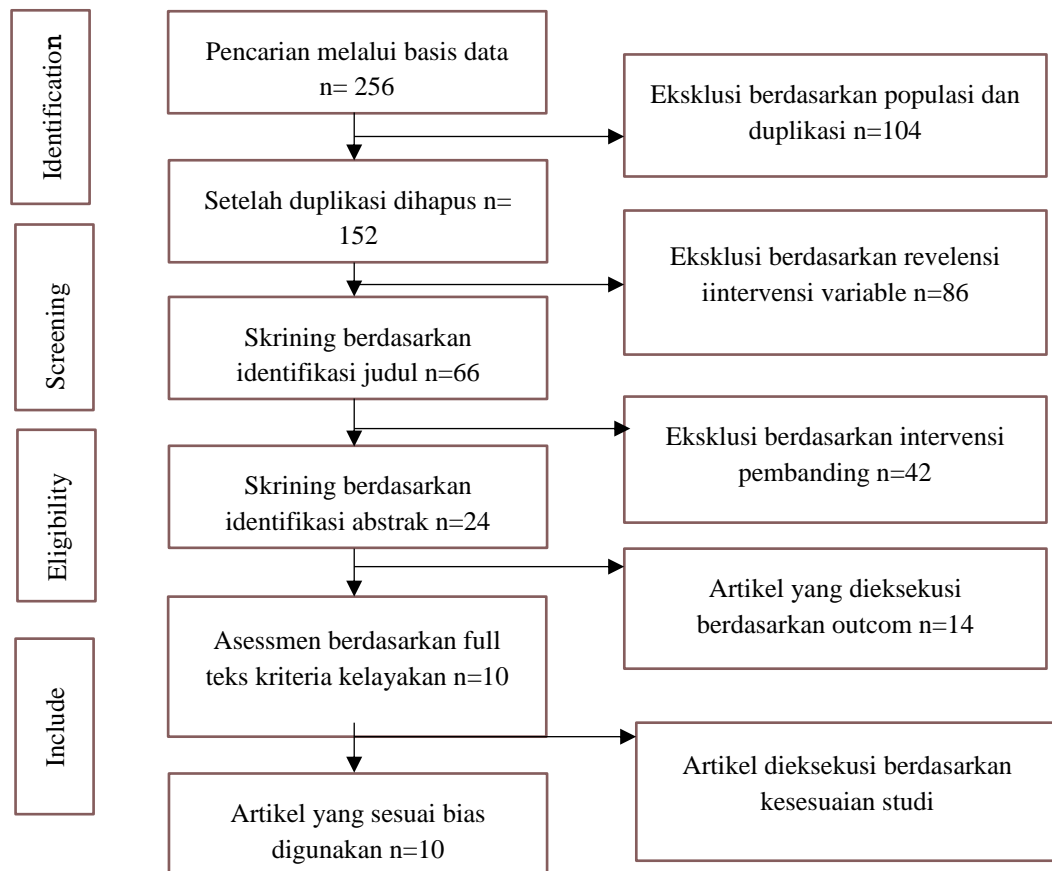 Identification
Pencarian melalui basis data
n= 256
Eksklusi berdasarkan populasi dan
duplikasi n=104
Setelah duplikasi dihapus n=
152
Screening
Eksklusi berdasarkan revelensi
iintervensi variable n=86
Skrining berdasarkan
identifikasi judul n=66
Eksklusi berdasarkan intervensi
pembanding n=42
Eligibility
Skrining berdasarkan
identifikasi abstrak n=24
Artikel yang dieksekusi
berdasarkan outcom n=14
Asessmen berdasarkan full
teks kriteria kelayakan n=10
Include
Artikel dieksekusi berdasarkan
kesesuaian studi
Artikel yang sesuai bias
digunakan n=10